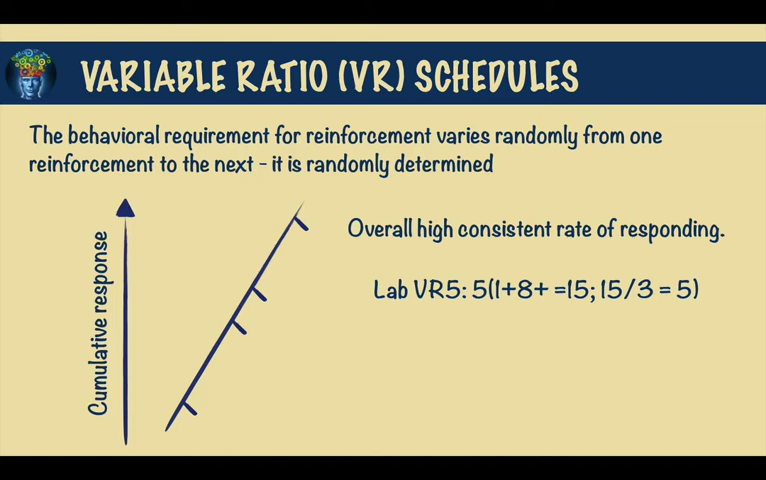 VARIABLE RATIO (VR) SCHEDULES
The behavioral requirement for reinforcement varies randomly from one
reinforcement to the next - it is randomly determined
Cumulative response
Overall high consistent rate of responding.
Lab VR5: 5(1+8+ =15; 15/3 = 5)